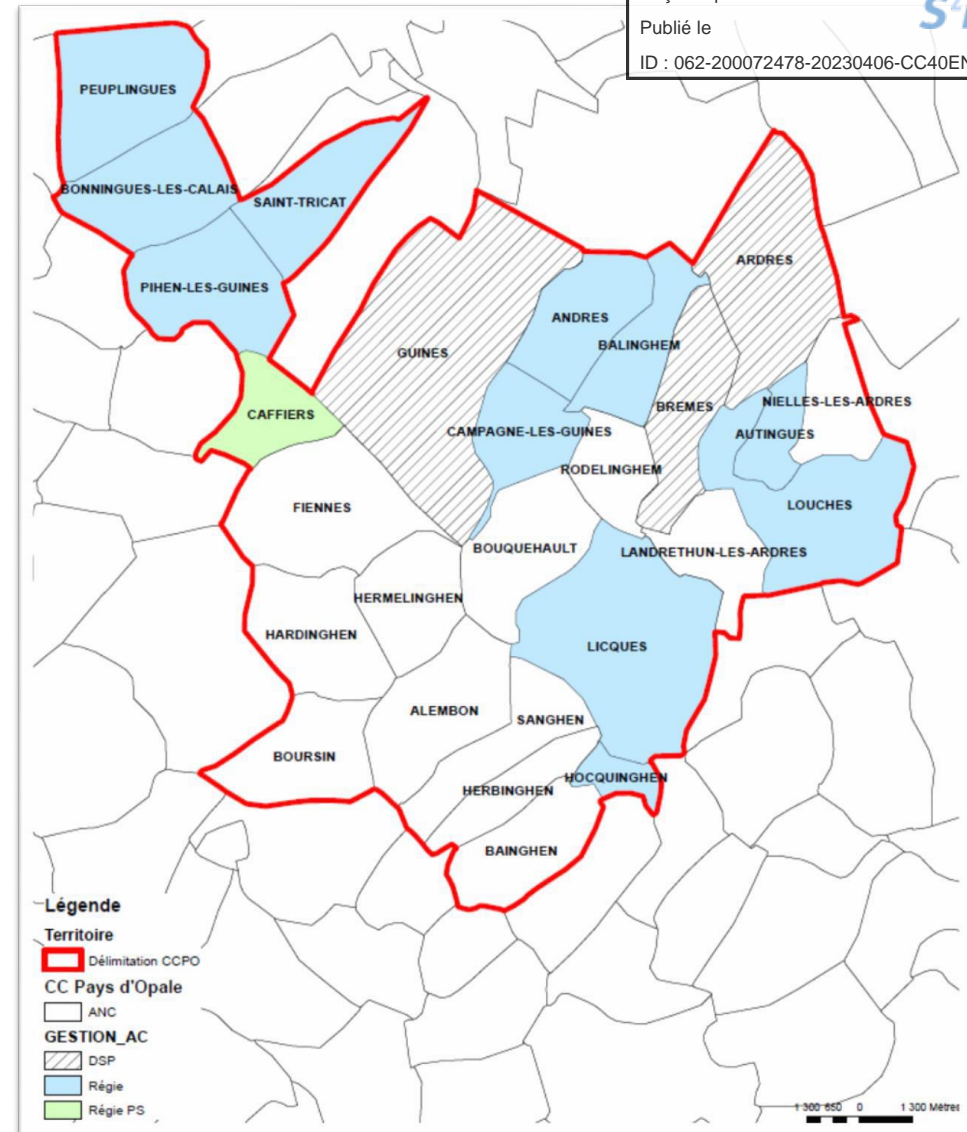 Publié le
ID : 062-200072478-20230406-CC40EN
PEUPLINGUES
BONNINGUES-LES-CALAIS
SAINT-TRICAT
PIHEN-LES-GUINES
ARDRES
ANDRES
BALINGHEM
GUINES
CAFFIERS
BREMES
NIELLES-LES-ARDRES
CAMPAGNE-LES-GUINES
AUTINGUES
RODELINGHEM
FIENNES
LOUCHES
BOUQUEHAULT
LANDRETHUN-LES-ARDRES
HERMELINGHEN
HARDINGHEN
LICQUES
ALEMBON
SANGHEN
BOURSIN
HOCQUINGHEN
HERBINGHEN
BAINGHEN
Légende
Territoire
Délimitation CCPO
CC Pays d'Opale
ANC
GESTION_AC
DSP
Régie
Régie PS
1 300 650 0 1 300 Mètres